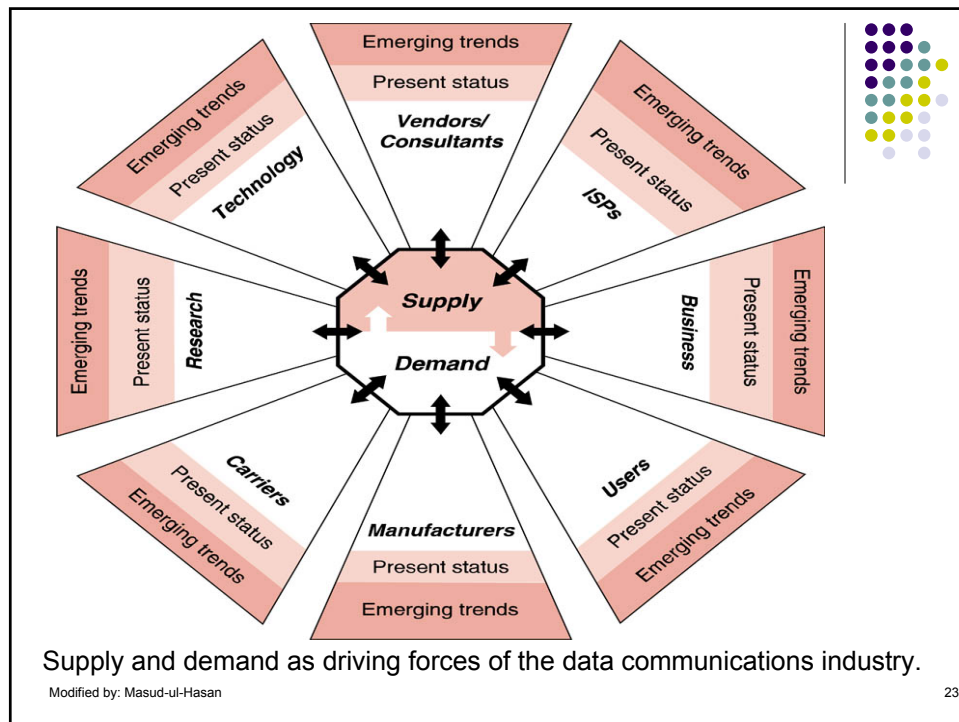 Emerging trends
Present status
Vendors/
Consultants
Emerging trends
Present status
ISPs
Emerging trends
Present status
Business
Emerging trends
Present status
Users
Manufacturers
Present status
Emerging trends
Carriers
Present status
Emerging trends
Emerging trends
Present status
Research
Emerging trends
Present status
Technology
Supply
Demand
Supply and demand as driving forces of the data communications industry.
Modified by: Masud-ul-Hasan
23